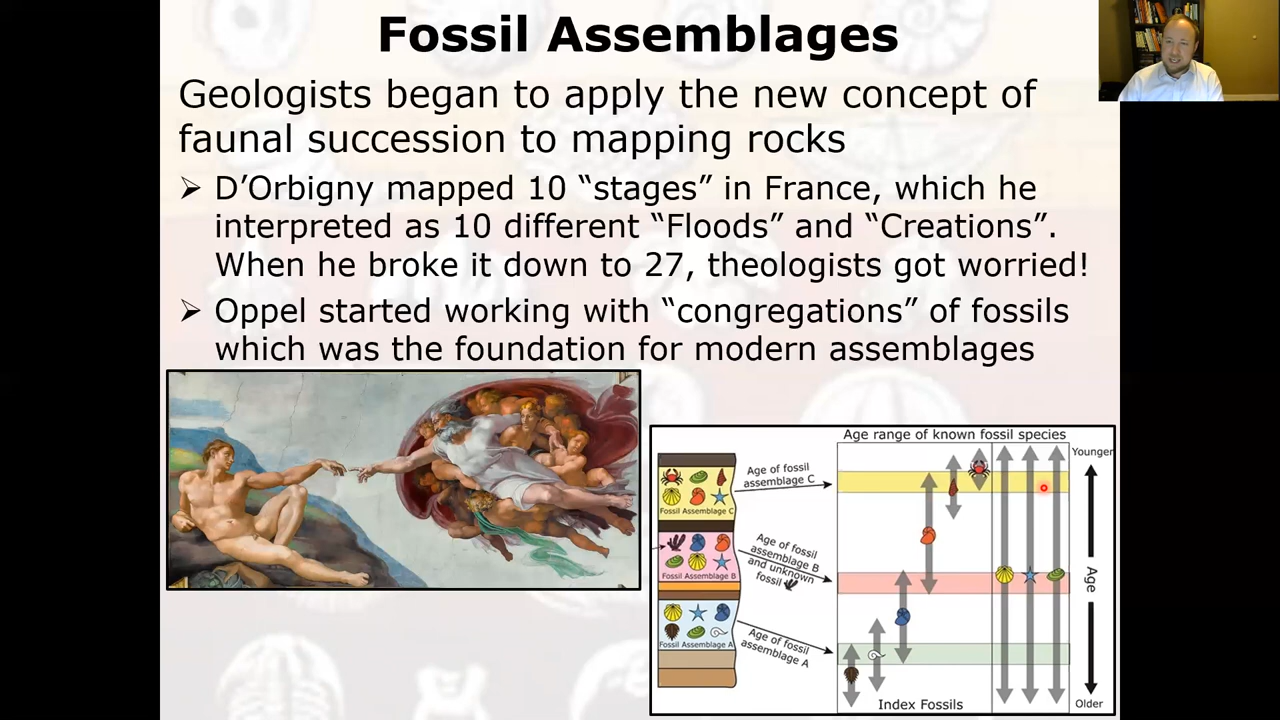 Fossil Assemblages
Geologists began to apply the new concept of
faunal succession to mapping rocks
➢ D’Orbigny mapped 10 “stages” in France, which he
interpreted as 10 different “Floods” and “Creations”.
When he broke it down to 27, theologists got worried!
➢ Oppel started working with “congregations” of fossils
which was the foundation for modern assemblages
Age range of known fossil species
Younger
Age of fossil
assemblage C
Fossil Assemblage C
Age of fossil
assemblage B
and unknown
fossil
Fossil Assemblage B
Age
Age of fossil
assemblage A
Fossil Assemblage A
Index Fossils
Older